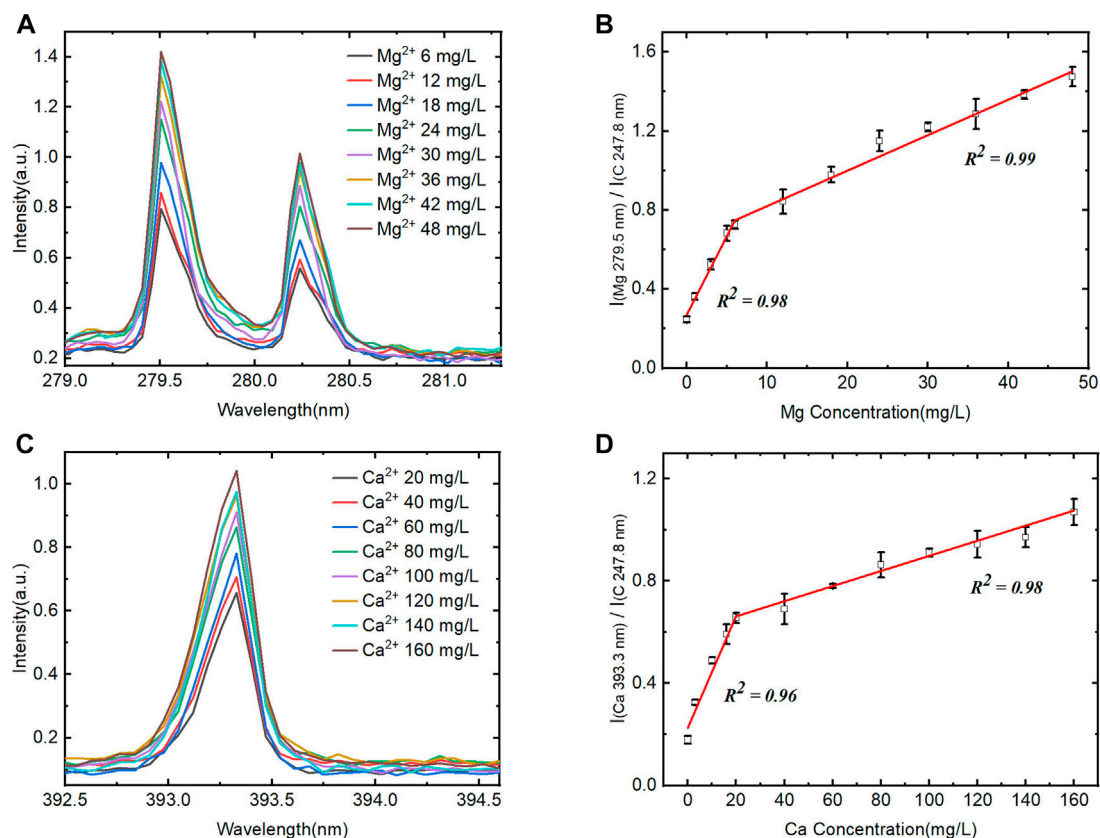 A
Intensity(a.u.)
1.4
1.2
1.0
0.8
0.6
0.4
0.2
Mg2+ 6 mg/L
Mg2+ 12 mg/L
Mg2+ 18 mg/L
Mg2+ 24 mg/L
Mg2+ 30 mg/L
Mg2+ 36 mg/L
Mg2+ 42 mg/L
Mg2+ 48 mg/L
279.0 279.5 280.0 280.5 281.0
Wavelength(nm)
B
I(Mg 279.5 nm) / I(C 247.8 nm)
1.6
1.2
0.8
0.4
0.0
R2 = 0.99
R2 = 0.98
0 10 20 30 40 50
Mg Concentration(mg/L)
C
Intensity(a.u.)
1.0
0.8
0.6
0.4
0.2
Ca2+ 20 mg/L
Ca2+ 40 mg/L
Ca2+ 60 mg/L
Ca2+ 80 mg/L
Ca2+ 100 mg/L
Ca2+ 120 mg/L
Ca2+ 140 mg/L
Ca2+ 160 mg/L
392.5 393.0 393.5 394.0 394.5
Wavelength(nm)
D
I(Ca 393.3 nm) / I(C 247.8 nm)
1.2
0.8
0.4
0.0
R2 = 0.98
R2 = 0.96
0 20 40 60 80 100 120 140 160
Ca Concentration(mg/L)